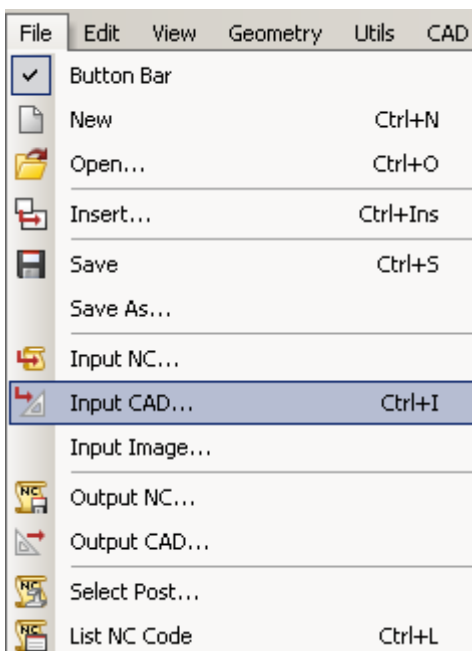 File Edit View Geometry Utils CAD
Button Bar
New Ctrl+N
Open... Ctrl+O
Insert... Ctrl+Ins
Save Ctrl+S
Save As...
Input NC...
Input CAD... Ctrl+I
Input Image...
Output NC...
Output CAD...
Select Post...
List NC Code Ctrl+L